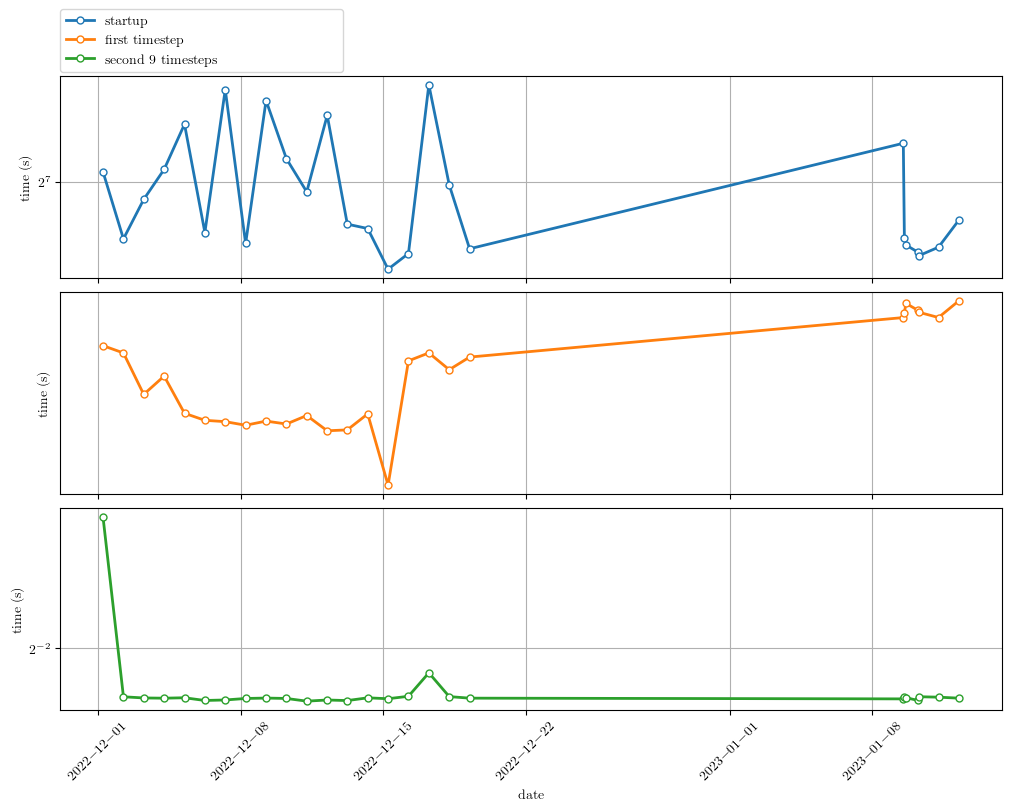 startup
first timestep
second 9 timesteps
time (s)
2^7
time (s)
time (s)
2^−2
2022−12−01
2022−12−08
2022−12−15
2022−12−22
2023−01−01
2023−01−08
date